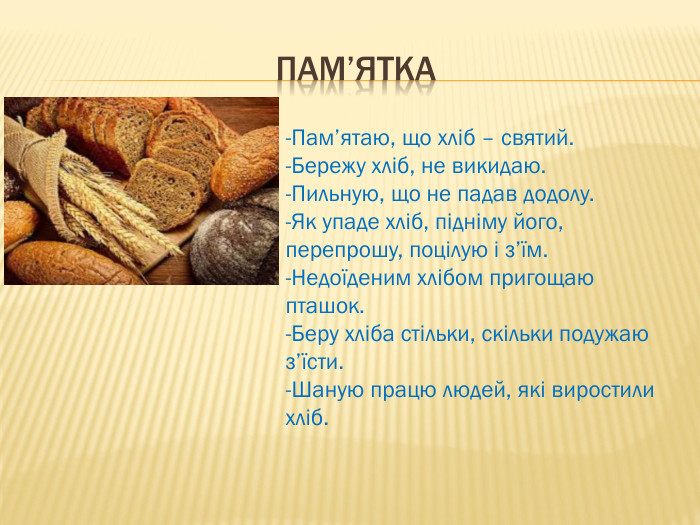 ПАМ’ЯТКА
-Пам’ятаю, що хліб – святий.
-Бережу хліб, не викидаю.
-Пильную, що не падав додолу.
-Як упаде хліб, підніму його,
перепрошу, поцілую і з’їм.
-Недоїденим хлібом пригощаю
пташок.
-Беру хліба стільки, скільки подужаю
з’їсти.
-Шаную працю людей, які виростили
хліб.